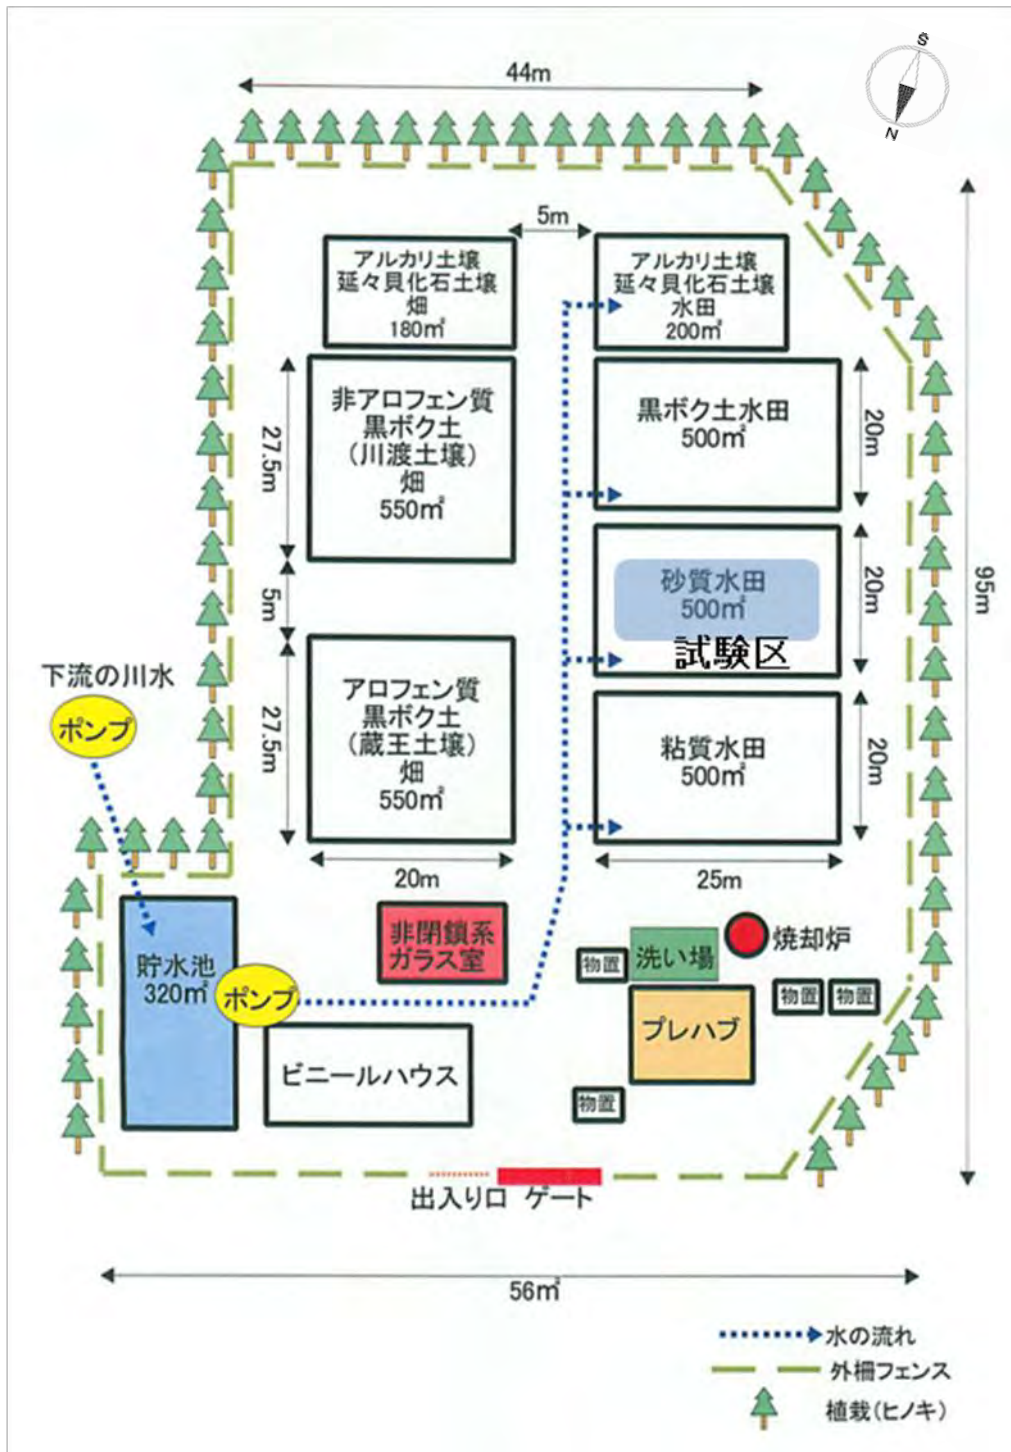 S
N
44m
5m
アルカリ土壌
延々貝化石土壌
畑
180㎡
アルカリ土壌
延々貝化石土壌
水田
200㎡
非アロフェン質
黒ボク土
(川渡土壌)
畑
550㎡
27.5m
黒ボク土水田
500㎡
20m
砂質水田
500㎡
試験区
20m
95m
5m
アロフェン質
黒ボク土
(蔵王土壌)
畑
550㎡
27.5m
粘質水田
500㎡
20m
下流の川水
ポンプ
20m
25m
貯水池
320㎡
ポンプ
非閉鎖系
ガラス室
物置
洗い場
焼却炉
物置
物置
プレハブ
ビニールハウス
物置
出入り口 ゲート
56㎡
水の流れ
外柵フェンス
植栽(ヒノキ)